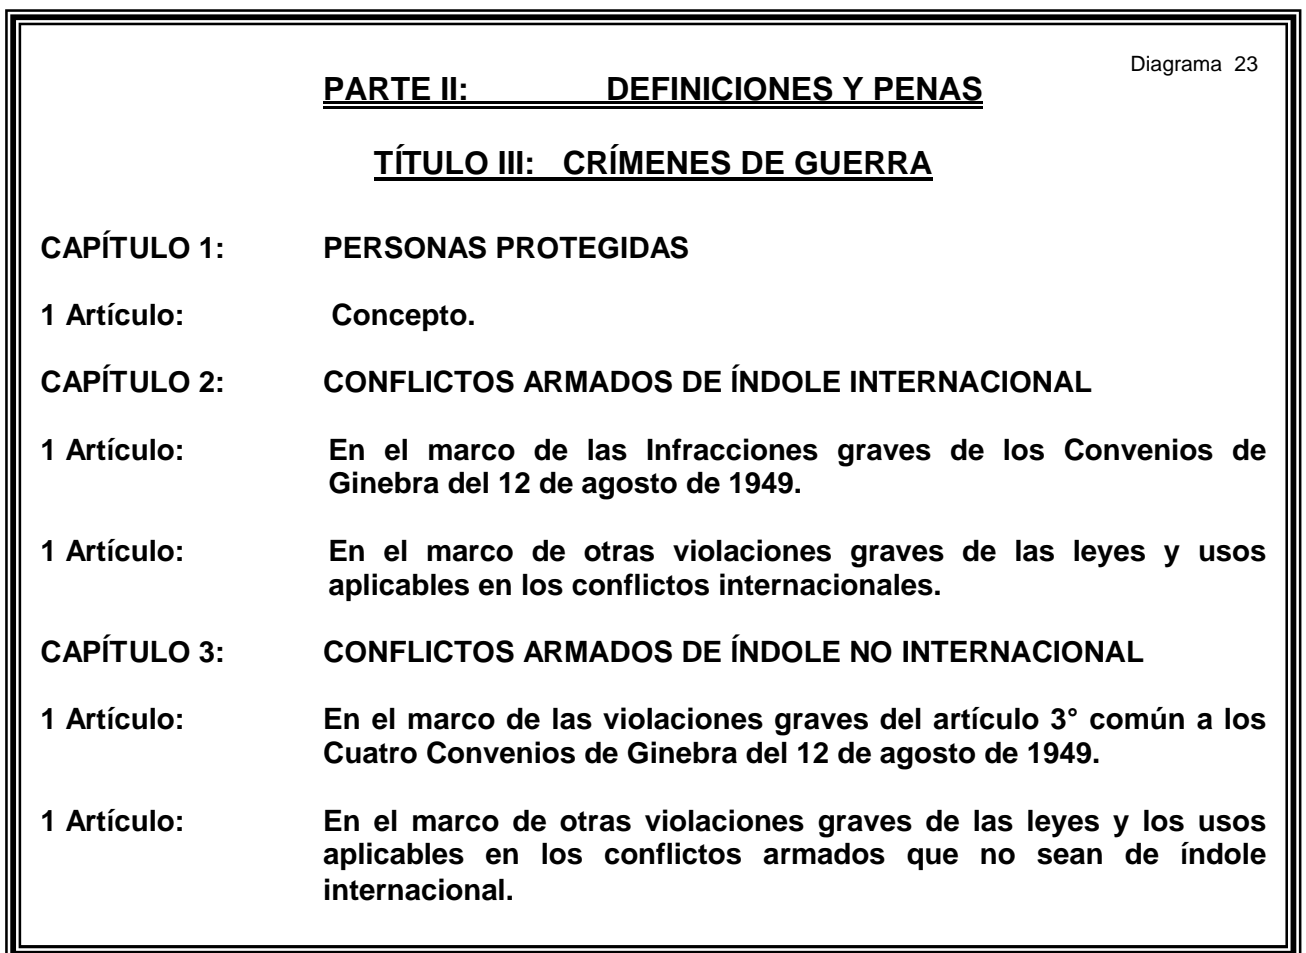 Diagrama 23
PARTE II: DEFINICIONES Y PENAS
TÍTULO III: CRÍMENES DE GUERRA
CAPÍTULO 1: PERSONAS PROTEGIDAS
1 Artículo: Concepto.
CAPÍTULO 2: CONFLICTOS ARMADOS DE ÍNDOLE INTERNACIONAL
1 Artículo: En el marco de las Infracciones graves de los Convenios de
Ginebra del 12 de agosto de 1949.
1 Artículo: En el marco de otras violaciones graves de las leyes y usos
aplicables en los conflictos internacionales.
CAPÍTULO 3: CONFLICTOS ARMADOS DE ÍNDOLE NO INTERNACIONAL
1 Artículo: En el marco de las violaciones graves del artículo 3° común a los
Cuatro Convenios de Ginebra del 12 de agosto de 1949.
1 Artículo: En el marco de otras violaciones graves de las leyes y los usos
aplicables en los conflictos armados que no sean de índole
internacional.